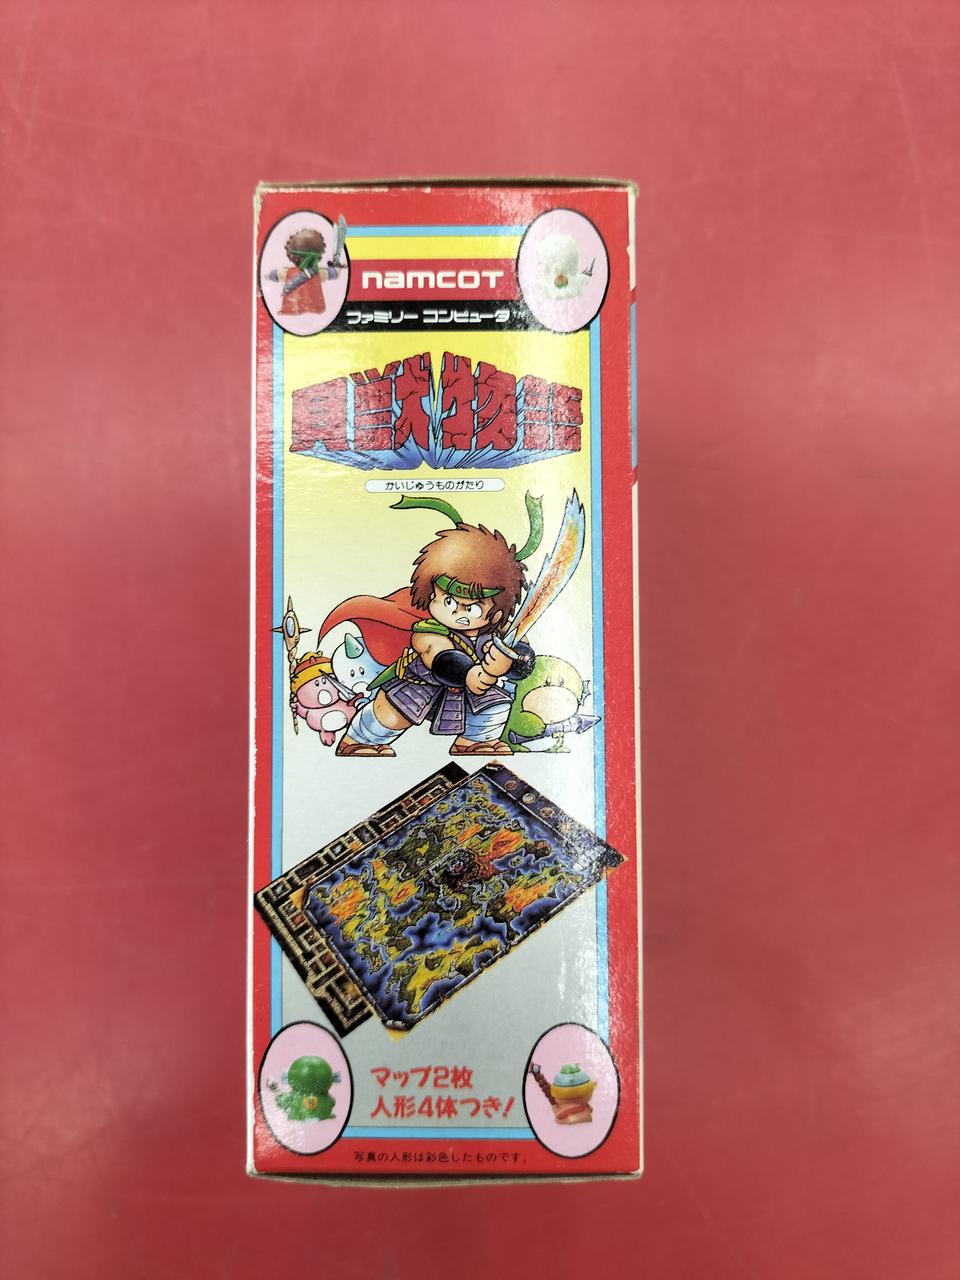 namcot
ファミリー コンピュータ™
貝獣物語
かいじゅうものがたり
マップ2枚
人形4体つき!
写真の人形は彩色したものです。